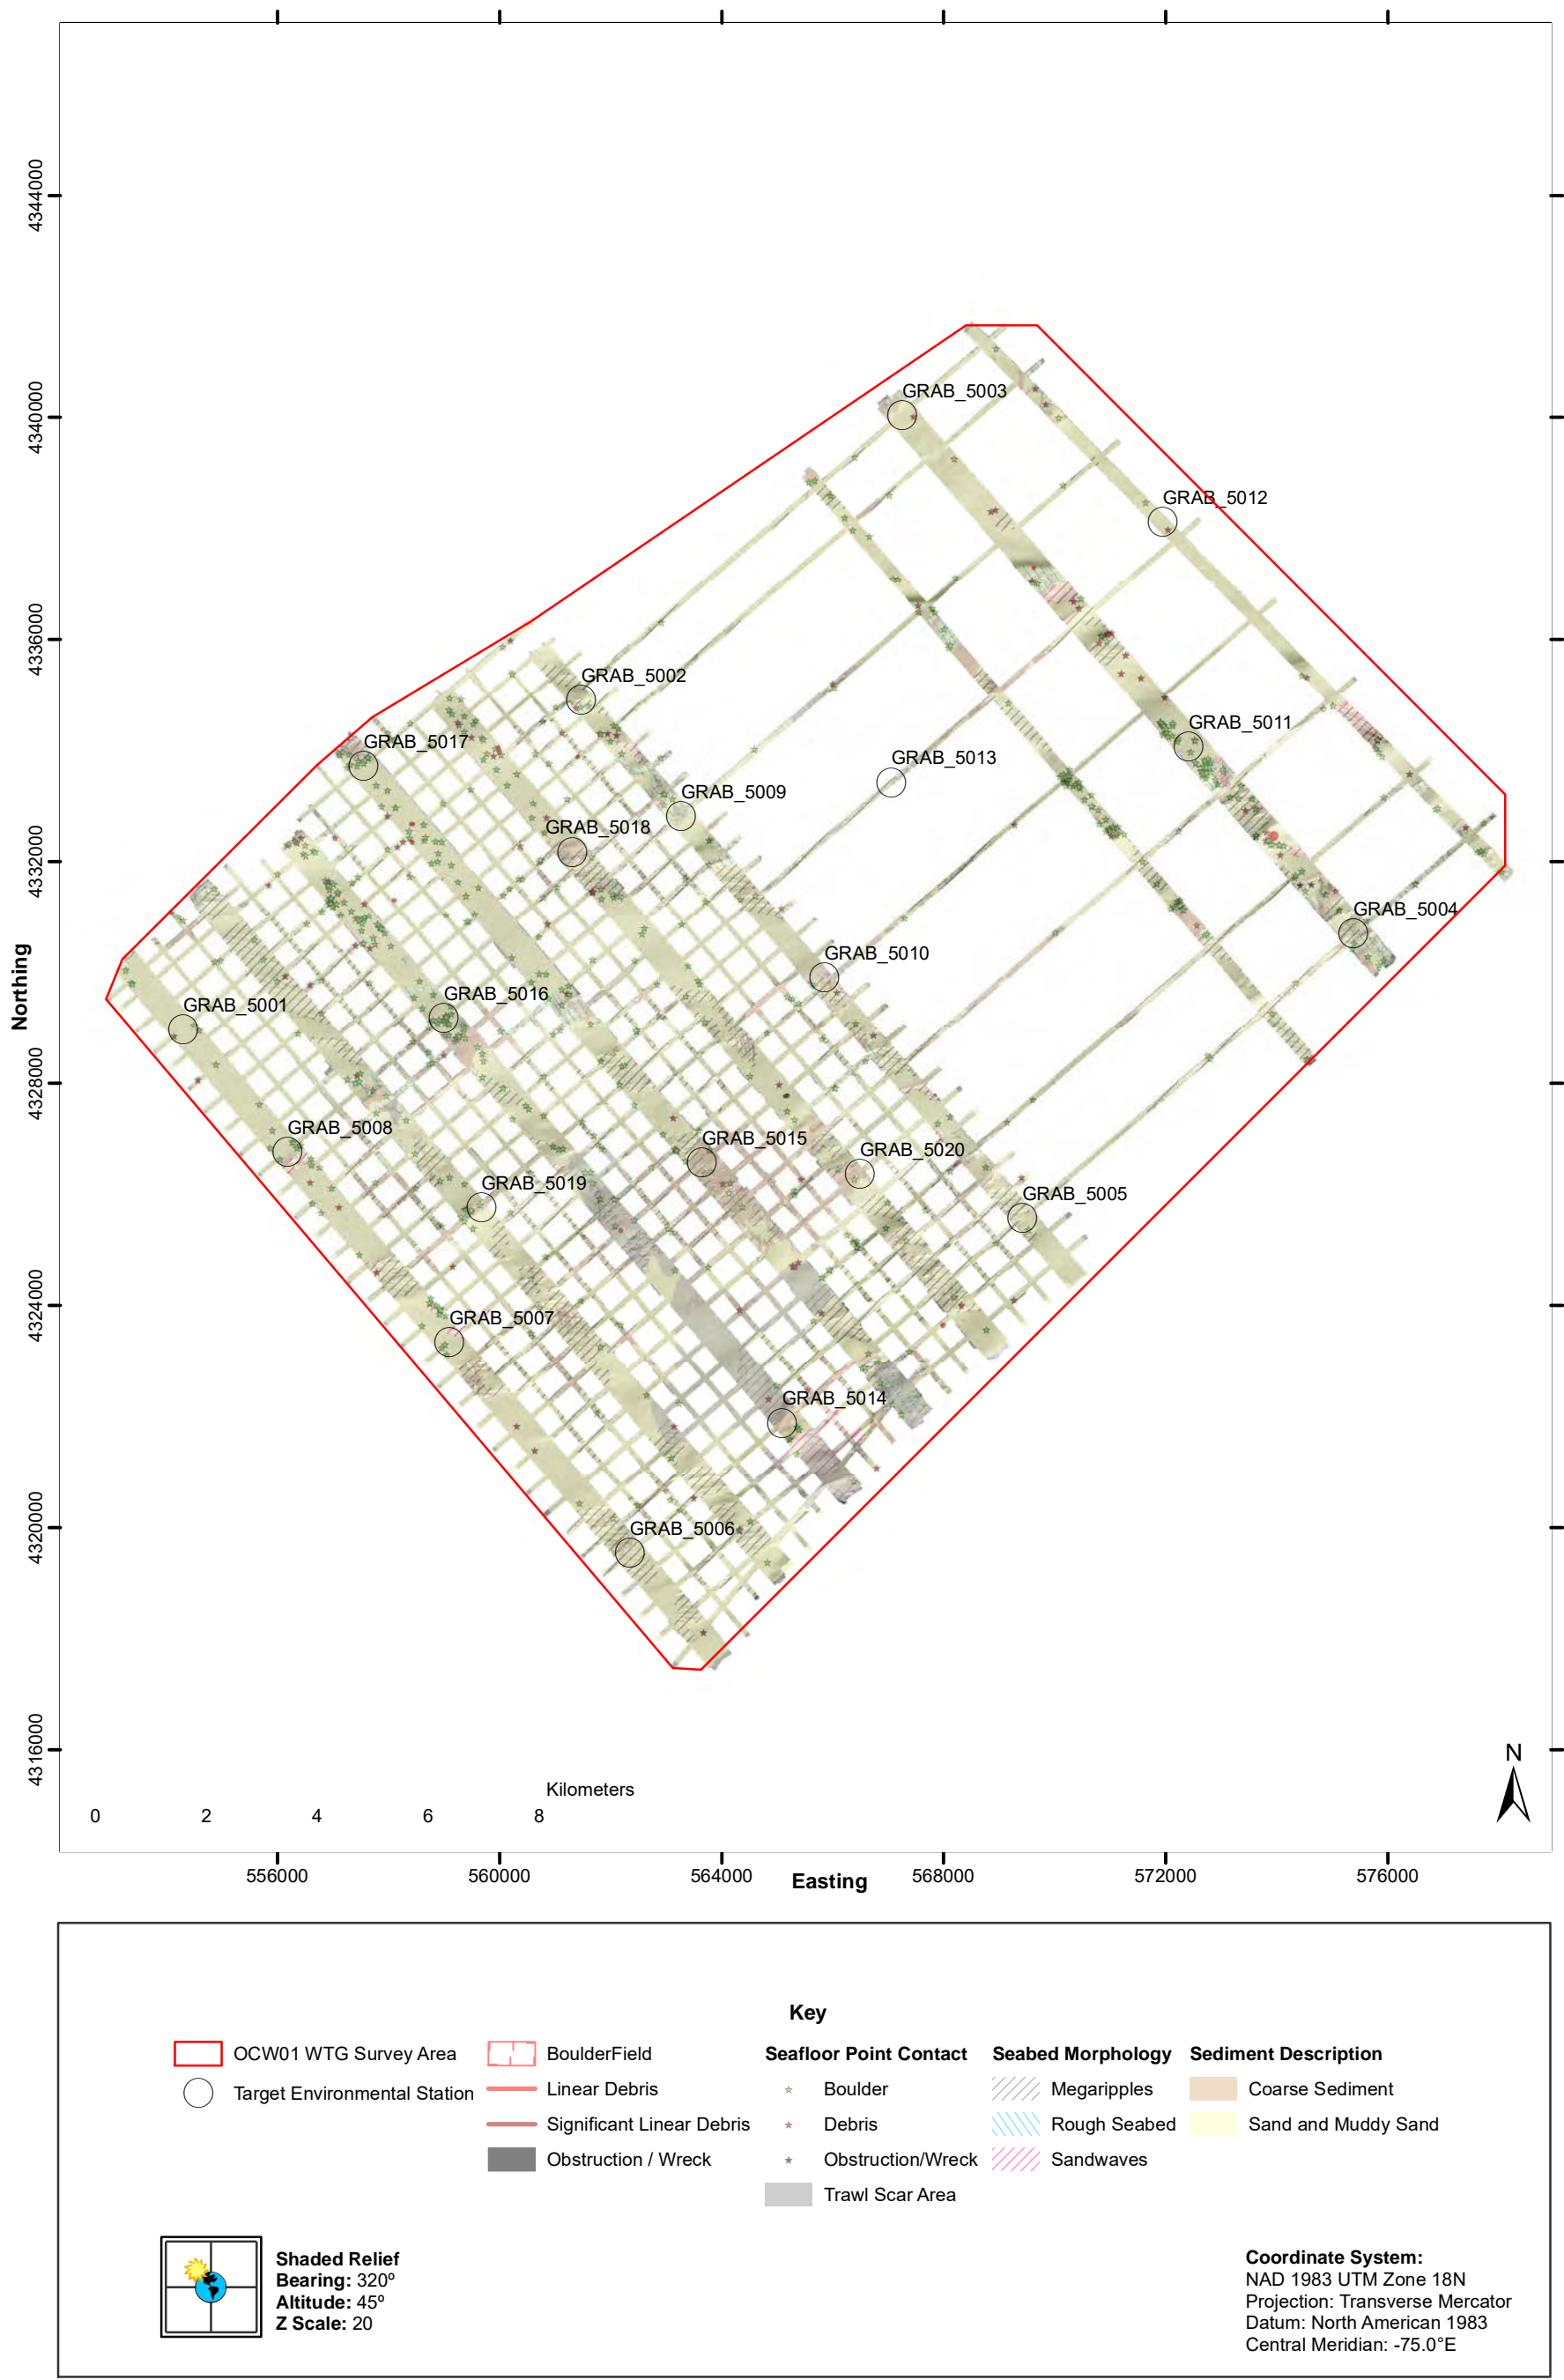 4344000
4340000
4336000
4332000
4328000
4324000
4320000
4316000
Northing
GRAB_5003
GRAB_5012
GRAB_5002
GRAB_5011
GRAB_5017
GRAB_5013
GRAB_5009
GRAB_5018
GRAB_5004
GRAB_5010
GRAB_5016
GRAB_5001
GRAB_5008
GRAB_5015
GRAB_5020
GRAB_5019
GRAB_5005
GRAB_5007
GRAB_5014
GRAB_5006
N
Kilometers
0 2 4 6 8
556000 560000 564000 568000 572000 576000
Easting
Key
OCW01 WTG Survey Area
Target Environmental Station
BoulderField
Linear Debris
Significant Linear Debris
Obstruction / Wreck
Seafloor Point Contact
Boulder
Debris
Obstruction/Wreck
Trawl Scar Area
Seabed Morphology
Megaripples
Rough Seabed
Sandwaves
Sediment Description
Coarse Sediment
Sand and Muddy Sand
Shaded Relief
Bearing: 320º
Altitude: 45º
Z Scale: 20
Coordinate System:
NAD 1983 UTM Zone 18N
Projection: Transverse Mercator
Datum: North American 1983
Central Meridian: -75.0°E